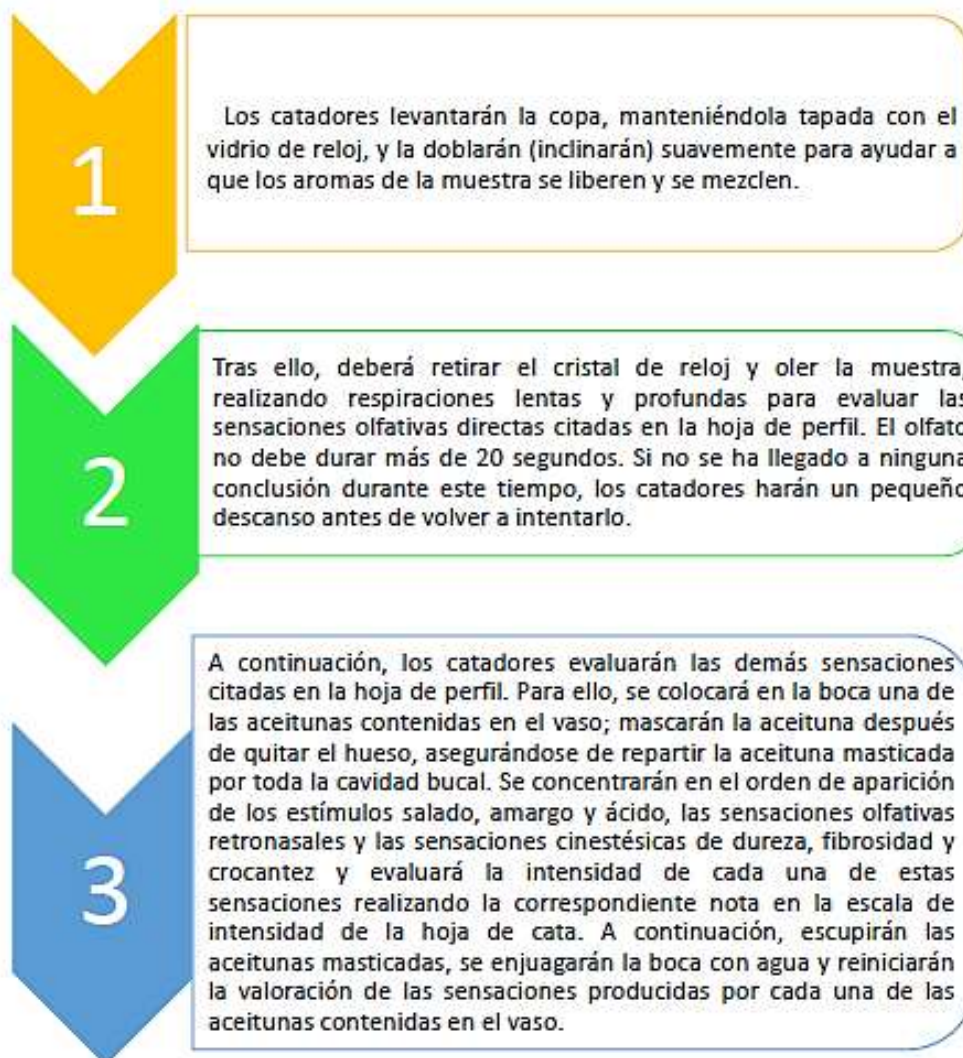 1
Los catadores levantarán la copa, manteniéndola tapada con el
vidrio de reloj, y la doblarán (inclinarán) suavemente para ayudar a
que los aromas de la muestra se liberen y se mezclen.
2
Tras ello, deberá retirar el cristal de reloj y oler la muestra,
realizando respiraciones lentas y profundas para evaluar las
sensaciones olfativas directas citadas en la hoja de perfil. El olfato
no debe durar más de 20 segundos. Si no se ha llegado a ninguna
conclusión durante este tiempo, los catadores harán un pequeño
descanso antes de volver a intentarlo.
3
A continuación, los catadores evaluarán las demás sensaciones
citadas en la hoja de perfil. Para ello, se colocará en la boca una de
las aceitunas contenidas en el vaso; mascarán la aceituna después
de quitar el hueso, asegurándose de repartir la aceituna masticada
por toda la cavidad bucal. Se concentrarán en el orden de aparición
de los estímulos salado, amargo y ácido, las sensaciones olfativas
retronasales y las sensaciones cinestésicas de dureza, fibrosidad y
crocantez y evaluará la intensidad de cada una de estas
sensaciones realizando la correspondiente nota en la escala de
intensidad de la hoja de cata. A continuación, escupirán las
aceitunas masticadas, se enjuagarán la boca con agua y reiniciarán
la valoración de las sensaciones producidas por cada una de las
aceitunas contenidas en el vaso.